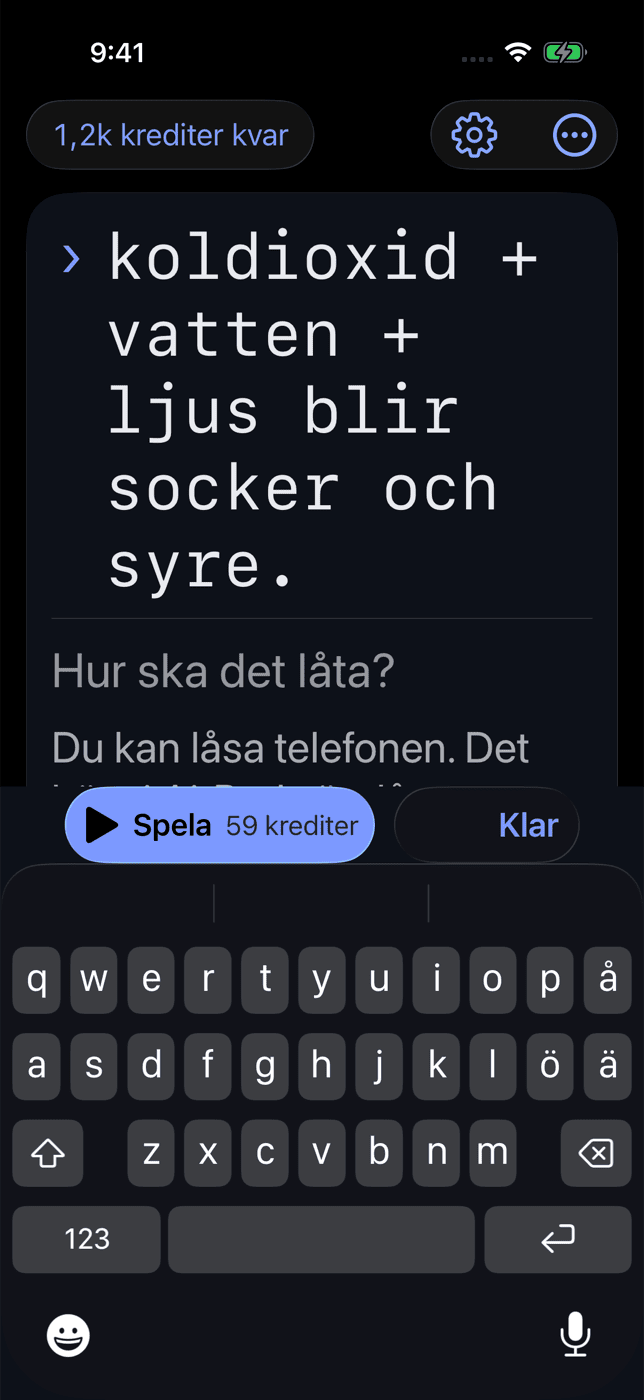 9:41
1,2k krediter kvar
› koldioxid +
vatten +
ljus blir
socker och
syre.
Hur ska det låta?
Du kan låsa telefonen. Det
Spela 59 krediter
Klar
q w e r t y u i o p å
a s d f g h j k l ö ä
z x c v b n m
123